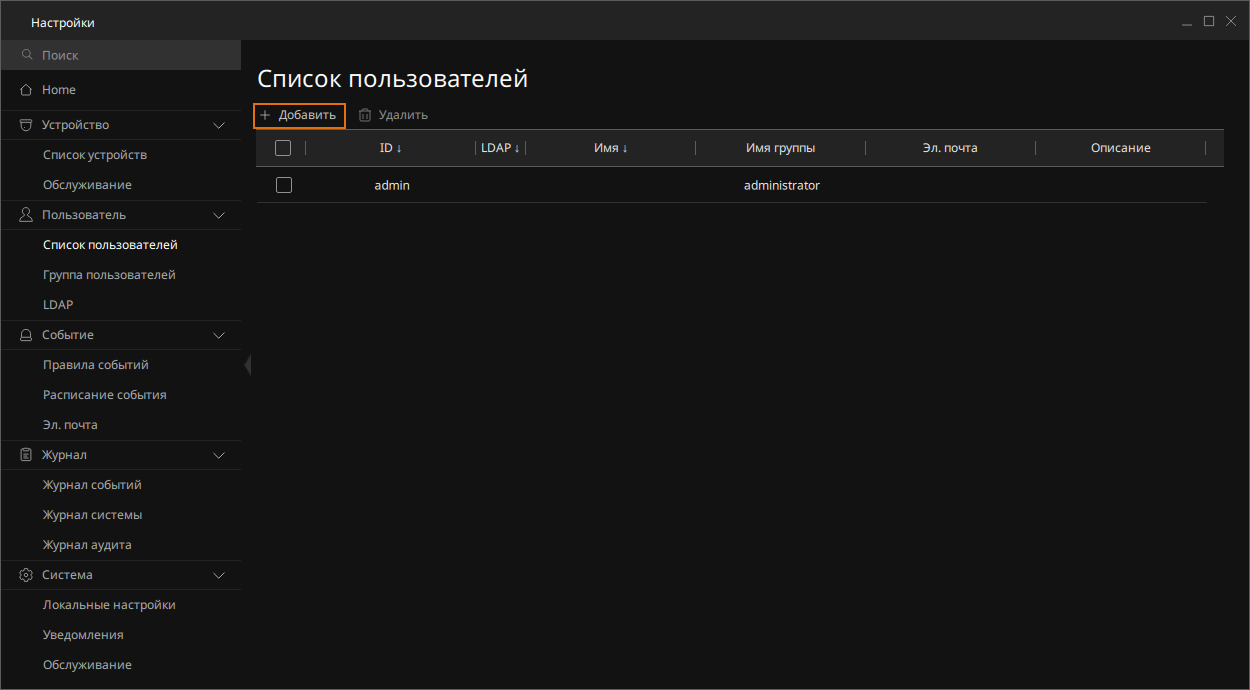 Настройки
Поиск
Home
Устройство
Список устройств
Обслуживание
Пользователь
Список пользователей
Группа пользователей
LDAP
Событие
Правила событий
Расписание события
Эл. почта
Журнал
Журнал событий
Журнал системы
Журнал аудита
Система
Локальные настройки
Уведомления
Обслуживание
Список пользователей
+ Добавить Удалить
ID ↓ LDAP ↓ Имя ↓ Имя группы Эл. почта Описание
admin administrator